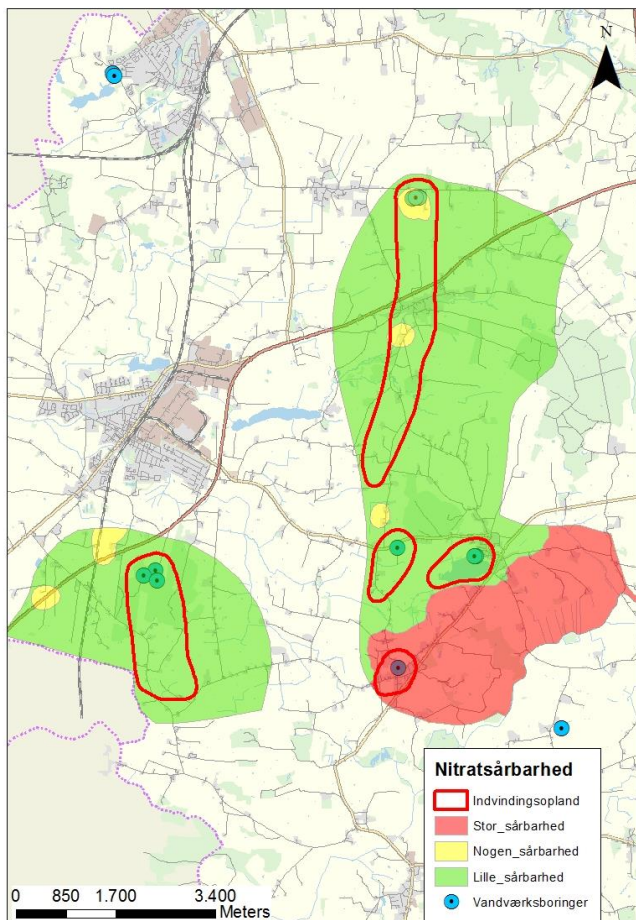 N
Nitratsårbarhed
Indvindingsopland
Stor_sårbarhed
Nogen_sårbarhed
Lille_sårbarhed
Vandværksboringer
0 850 1.700 3.400
Meters